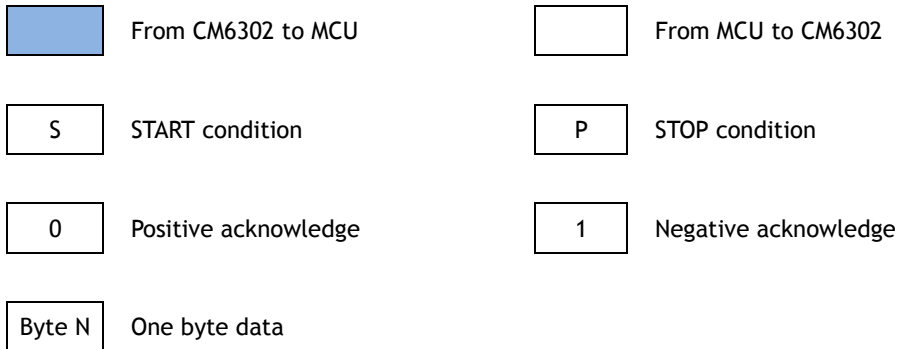 From CM6302 to MCU
From MCU to CM6302
S START condition
P STOP condition
0 Positive acknowledge
1 Negative acknowledge
Byte N One byte data